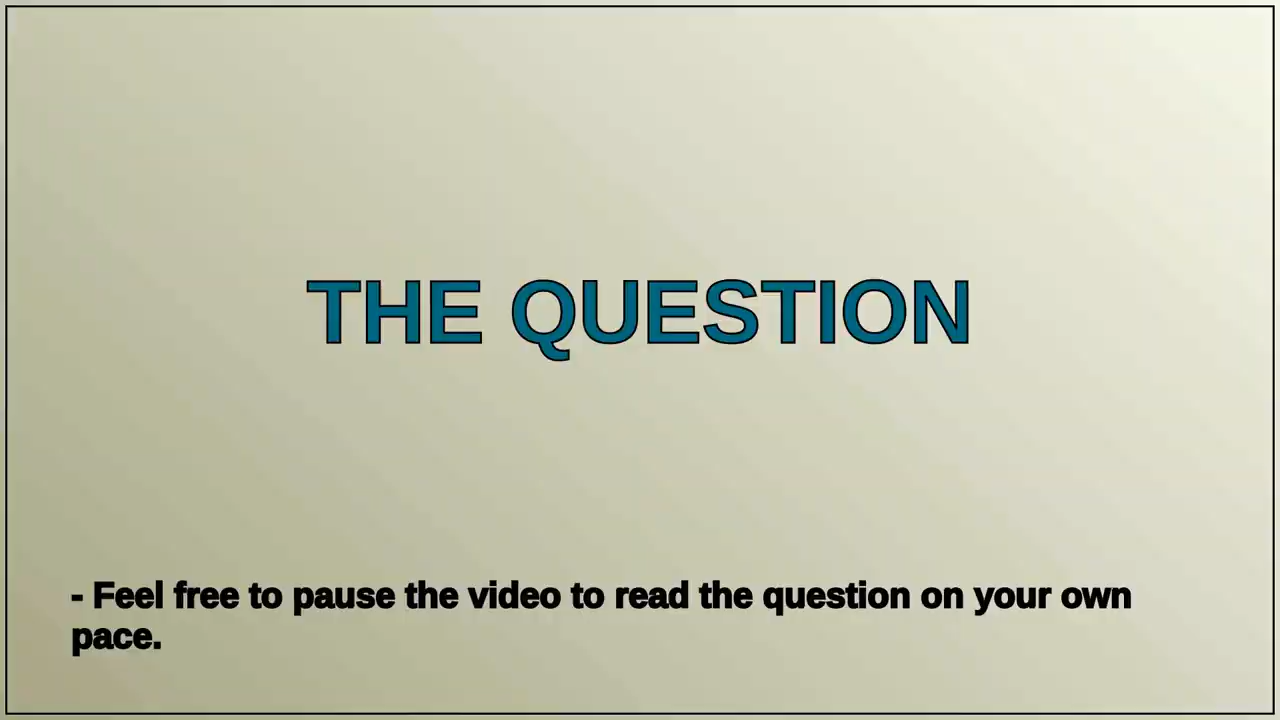 THE QUESTION
- Feel free to pause the video to read the question on your own
pace.